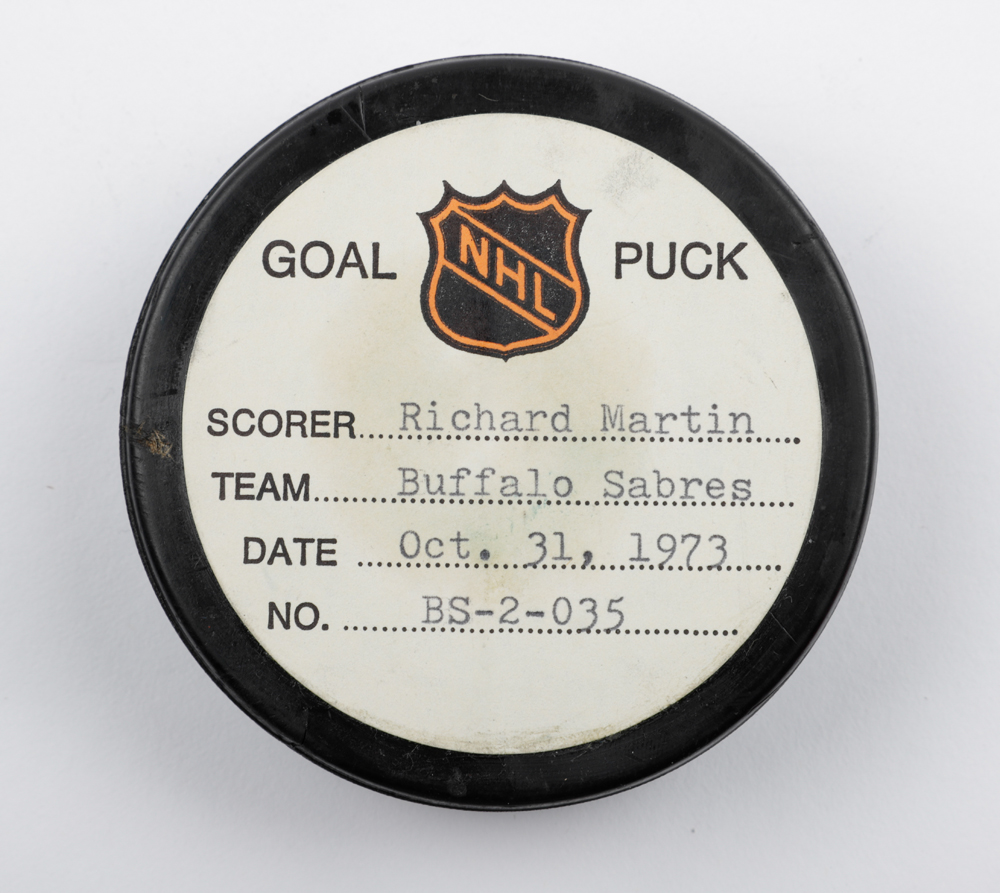 GOAL NHL PUCK
SCORER....Richard Martin....
TEAM........Buffalo Sabres....
DATE ....Oct. 31, 1973....
NO. ........BS-2-035............